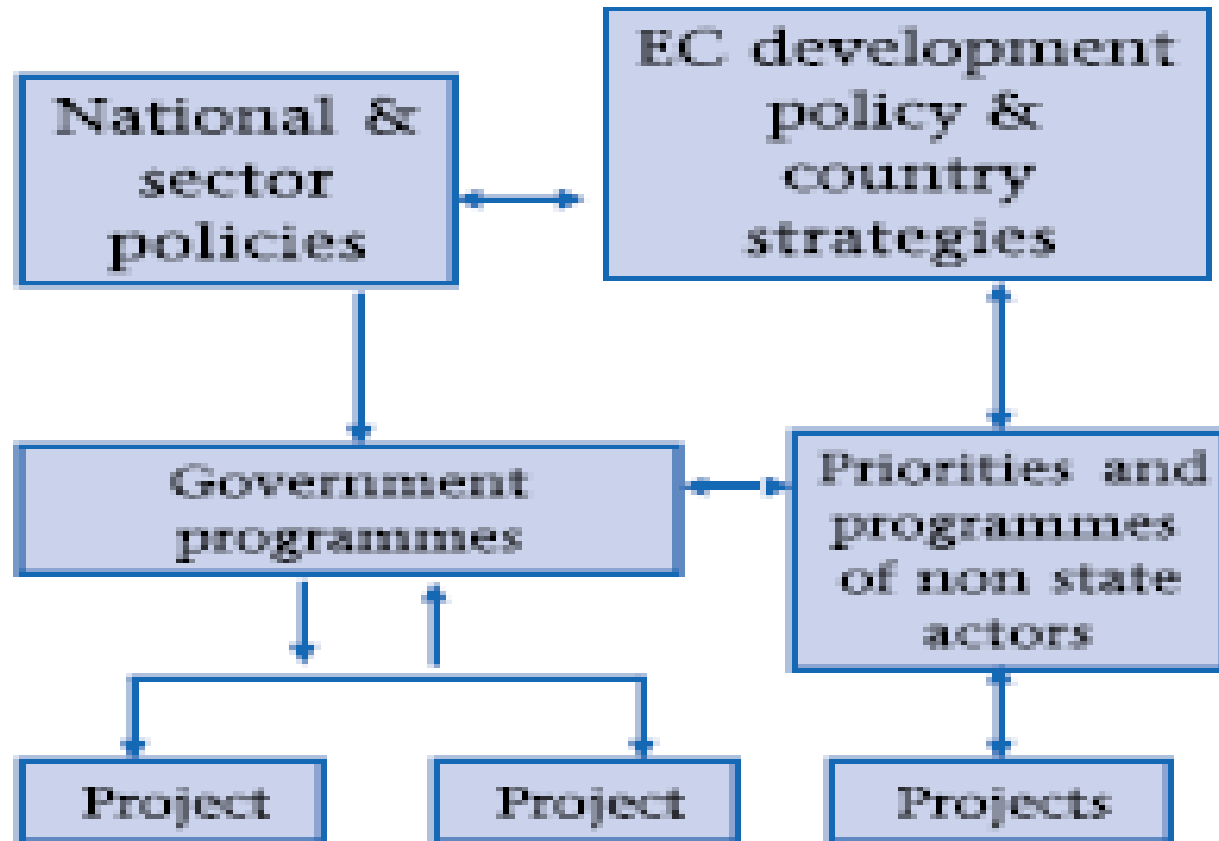 National &
sector
policies
EC development
policy &
country
strategies
Government
programmes
Priorities and
programmes
of non state
actors
Project
Project
Projects